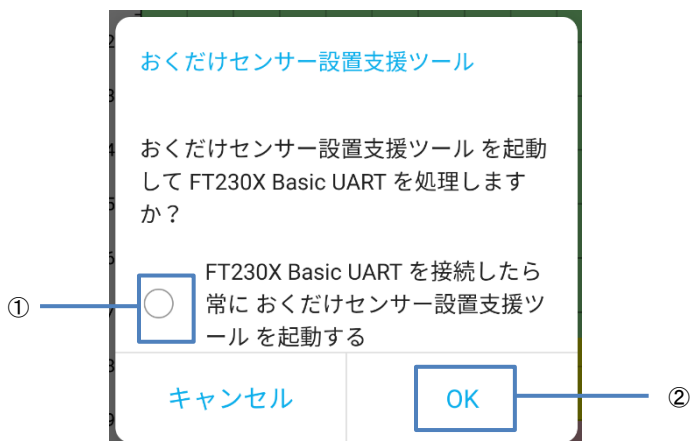 おくだけセンサー設置支援ツール
おくだけセンサー設置支援ツール を起動
して FT230X Basic UART を処理します
か？
FT230X Basic UART を接続したら
常に おくだけセンサー設置支援ツ
ール を起動する
①
キャンセル
OK
②